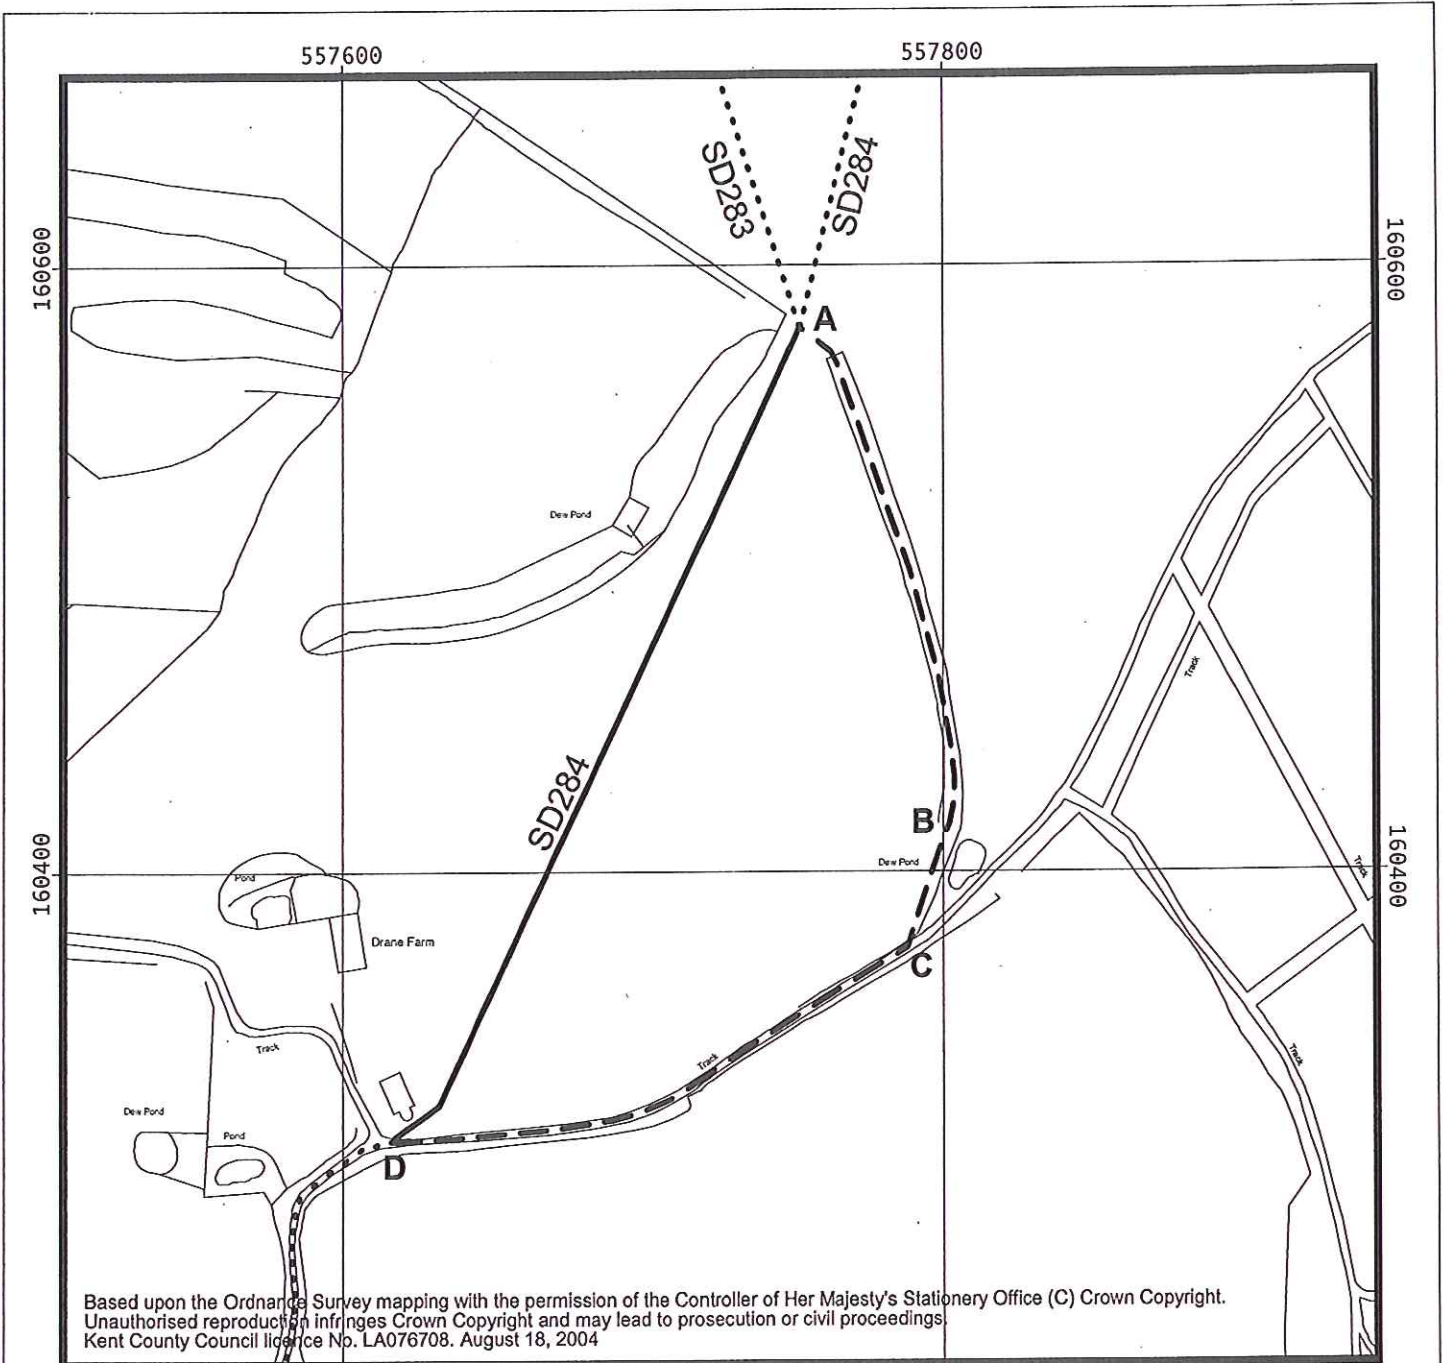 557600
557800
SD283
SD284
160600
160600
A
Dew Pond
Track
SD284
B
Dew Pond
160400
160400
Pond
Track
Drane Farm
C
Track
Track
Track
Dew Pond
Pond
D
Based upon the Ordnance Survey mapping with the permission of the Controller of Her Majesty's Stationery Office (C) Crown Copyright.
Unauthorised reproduction infringes Crown Copyright and may lead to prosecution or civil proceedings.
Kent County Council licence No. LA076708. August 18, 2004